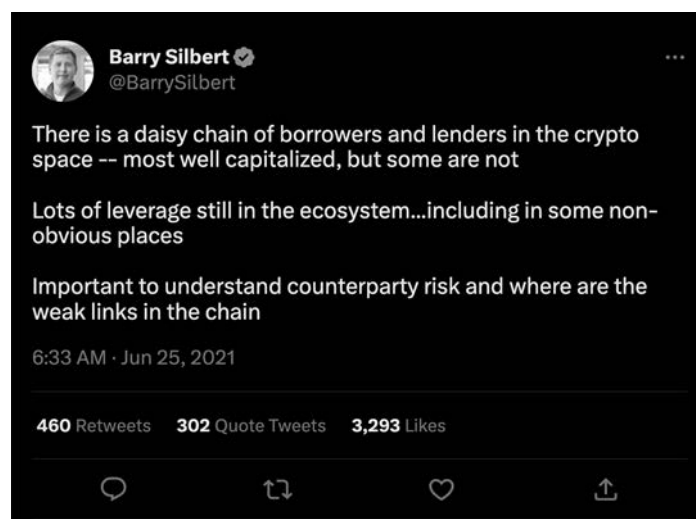 Barry Silbert
@BarrySilbert
There is a daisy chain of borrowers and lenders in the crypto
space -- most well capitalized, but some are not
Lots of leverage still in the ecosystem...including in some non-
obvious places
Important to understand counterparty risk and where are the
weak links in the chain
6:33 AM · Jun 25, 2021
460 Retweets 302 Quote Tweets 3,293 Likes